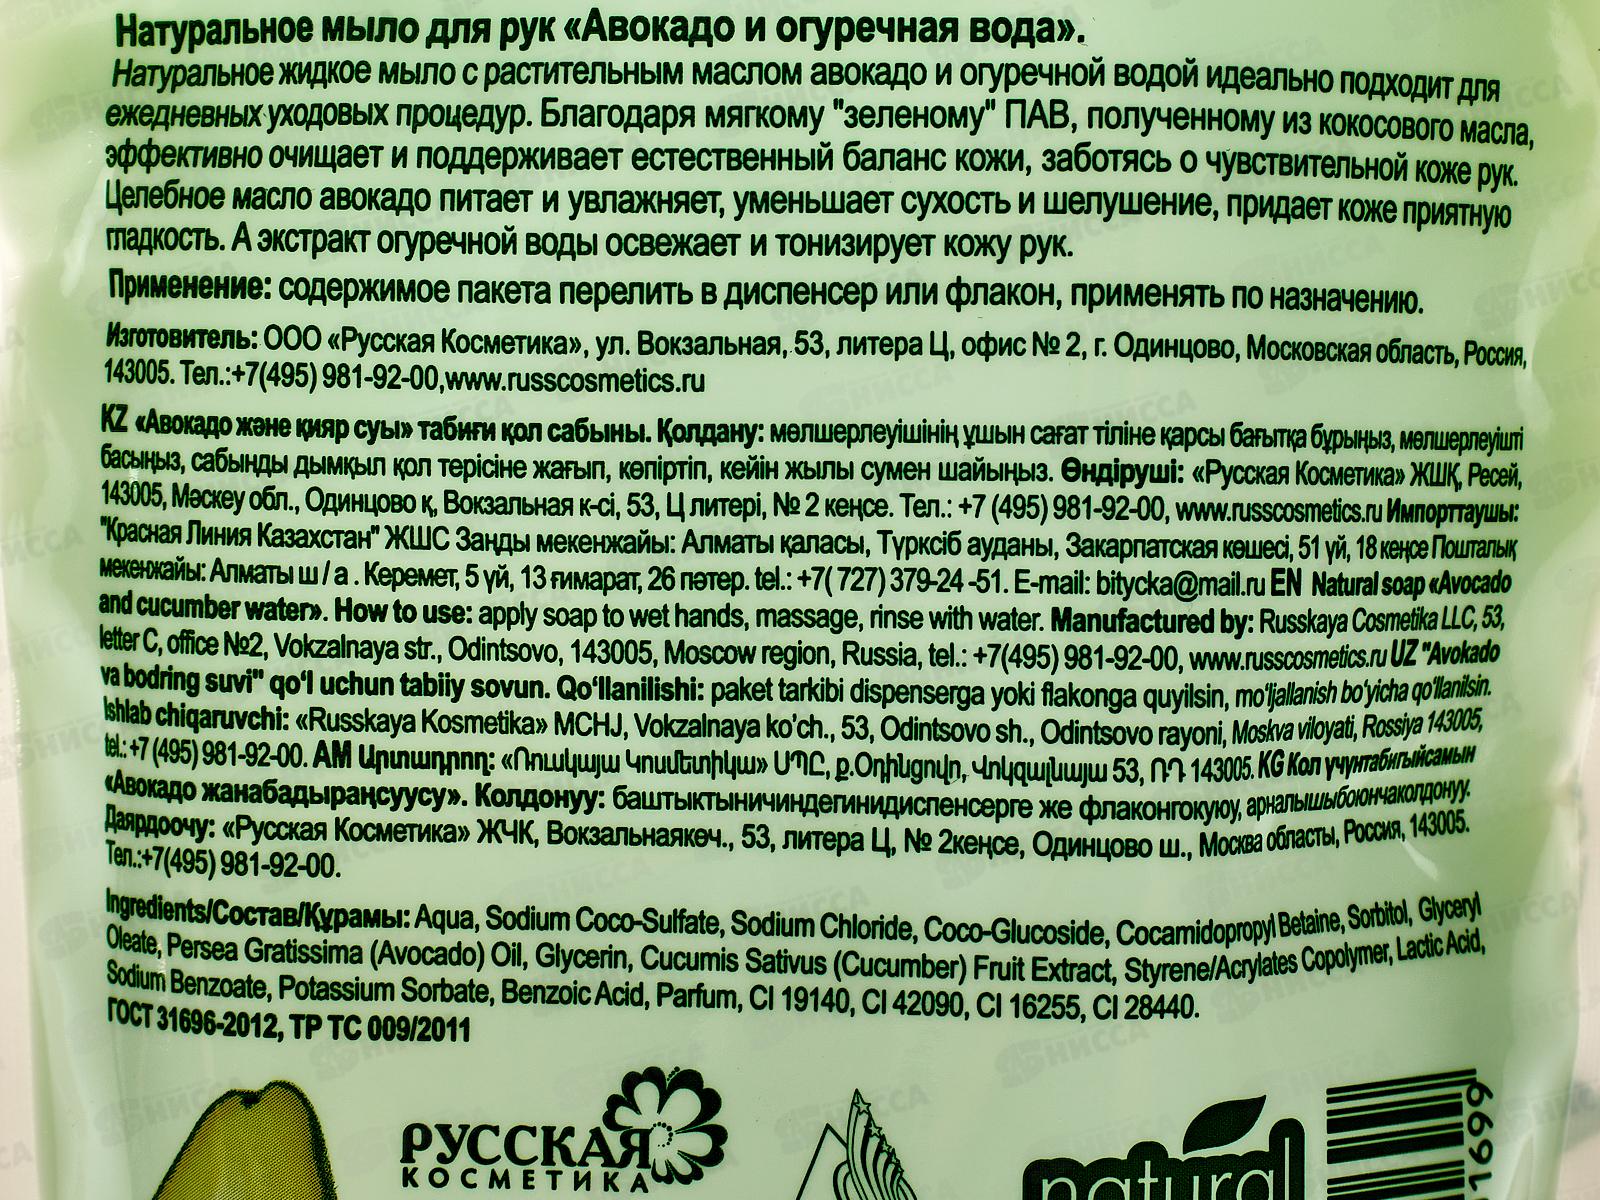 Натуральное мыло для рук «Авокадо и огуречная вода».
Натуральное жидкое мыло с растительным маслом авокадо и огуречной водой идеально подходит для
ежедневных уходовых процедур. Благодаря мягкому "зеленому" ПАВ, полученному из кокосового масла,
эффективно очищает и поддерживает естественный баланс кожи, заботясь о чувствительной коже рук.
Целебное масло авокадо питает и увлажняет, уменьшает сухость и шелушение, придает коже приятную
гладкость. А экстракт огуречной воды освежает и тонизирует кожу рук.
Применение: содержимое пакета перелить в диспенсер или флакон, применять по назначению.
Изготовитель: ООО «Русская Косметика», ул. Вокзальная, 53, литера Ц, офис № 2, г. Одинцово, Московская область, Россия,
143005. Тел.:+7(495) 981-92-00,www.russcosmetics.ru
KZ «Авокадо және қияр суы» табиғи қол сабыны. Қолдану: мөлшерлеуішінің ұшын сағат тіліне қарсы бағытқа бұрыңыз, мөлшерлеуішті
басыңыз, сабынды дымқыл қол терісіне жағып, көпіртіп, кейін жылы сумен шайыңыз. Өндіруші: «Русская Косметика» ЖШҚ, Ресей,
143005, Мәскеу обл., Одинцово қ, Вокзальная к-сі, 53, Ц литері, № 2 кеңсе. Тел.: +7 (495) 981-92-00, www.russcosmetics.ru Импорттаушы:
"Красная Линия Казахстан" ЖШС Заңды мекенжайы: Алматы қаласы, Түрксіб ауданы, Закарпатская көшесі, 51 үй, 18 кеңсе Пошталық
мекенжайы: Алматы ш / а . Керемет, 5 үй, 13 ғимарат, 26 пәтер. tel.: +7( 727) 379-24 -51. E-mail: bitycka@mail.ru EN Natural soap «Avocado
and cucumber water». How to use: apply soap to wet hands, massage, rinse with water. Manufactured by: Russkaya Cosmetika LLC, 53,
letter C, office №2, Vokzalnaya str., Odintsovo, 143005, Moscow region, Russia, tel.: +7(495) 981-92-00, www.russcosmetics.ru UZ "Avokado
va bodring suvi" qo'l uchun tabiiy sovun. Qo'llanilishi: paket tarkibi dispenserga yoki flakonga quyilsin, mo'ljallanish bo'yicha qo'llanilsin.
Ishlab chiqaruvchi: «Russkaya Kosmetika» MCHJ, Vokzalnaya ko'ch., 53, Odintsovo sh., Odintsovo rayoni, Moskva viloyati, Rossiya 143005,
tel.: +7 (495) 981-92-00. AM Արտադրող: «Ռուսկայա Կոսմետիկա» ՍՊԸ, ք.Օդինցովո, Վոկզալնայա 53, ՌԴ 143005. KG Кол үчүнтабигыйсамын
«Авокадо жанабадыраңсуусу». Колдонуу: баштыктыничиндегинидиспенсерге же флаконгокуюу, арналышыбоюнчаколдонуу.
Даярдоочу: «Русская Косметика» ЖЧК, Вокзальнаякөч., 53, литера Ц, № 2кеңсе, Одинцово ш., Москва областы, Россия, 143005.
Тел.:+7(495) 981-92-00.
Ingredients/Состав/Құрамы: Aqua, Sodium Coco-Sulfate, Sodium Chloride, Coco-Glucoside, Cocamidopropyl Betaine, Sorbitol, Glyceryl
Oleate, Persea Gratissima (Avocado) Oil, Glycerin, Cucumis Sativus (Cucumber) Fruit Extract, Styrene/Acrylates Copolymer, Lactic Acid,
Sodium Benzoate, Potassium Sorbate, Benzoic Acid, Parfum, CI 19140, CI 42090, CI 16255, CI 28440.
ГОСТ 31696-2012, ТР ТС 009/2011
РУССКАЯ
КОСМЕТИКА
natural